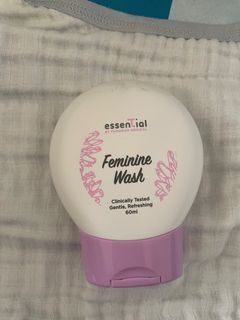 essenTial
Feminine
Wash
Clinically Tested
Gentle, Refreshing
60ml